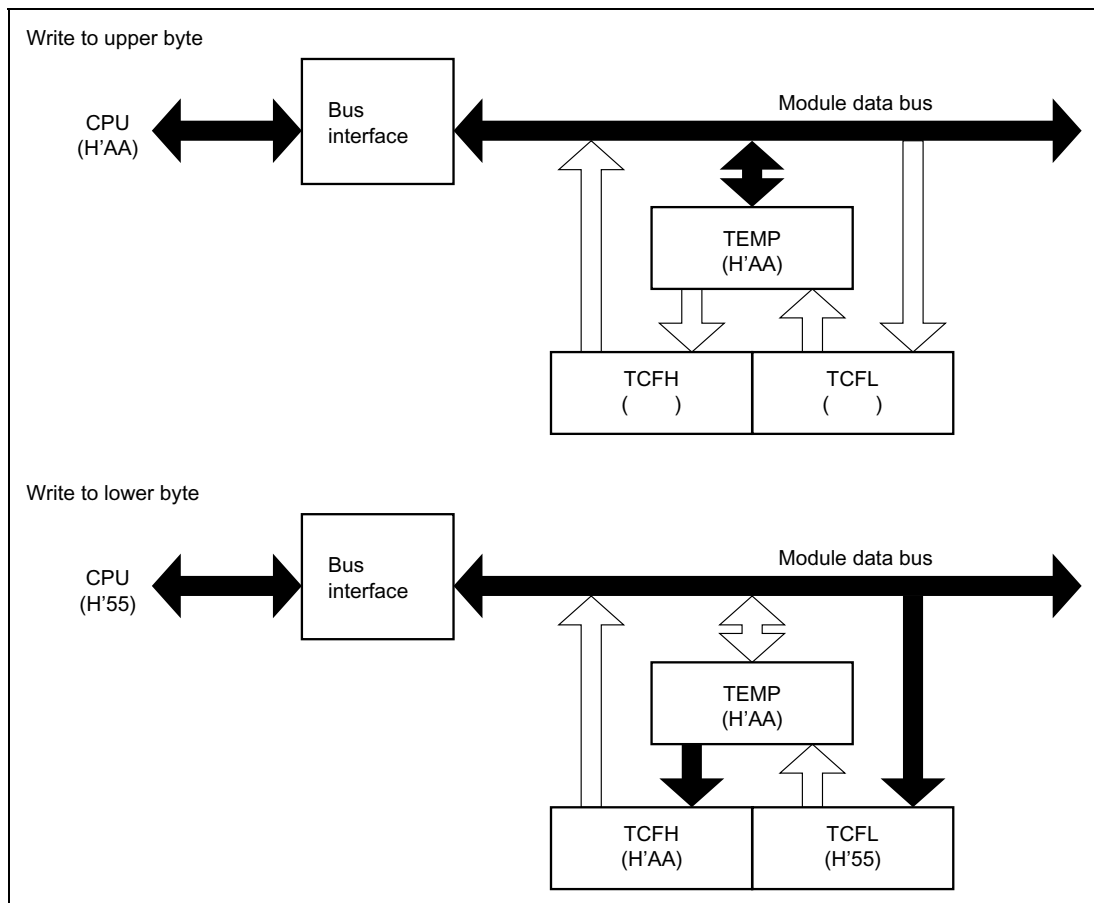 Write to upper byte
CPU
(H'AA)
Bus
interface
Module data bus
TEMP
(H'AA)
TCFH
( )
TCFL
( )
Write to lower byte
CPU
(H'55)
Bus
interface
Module data bus
TEMP
(H'AA)
TCFH
(H'AA)
TCFL
(H'55)